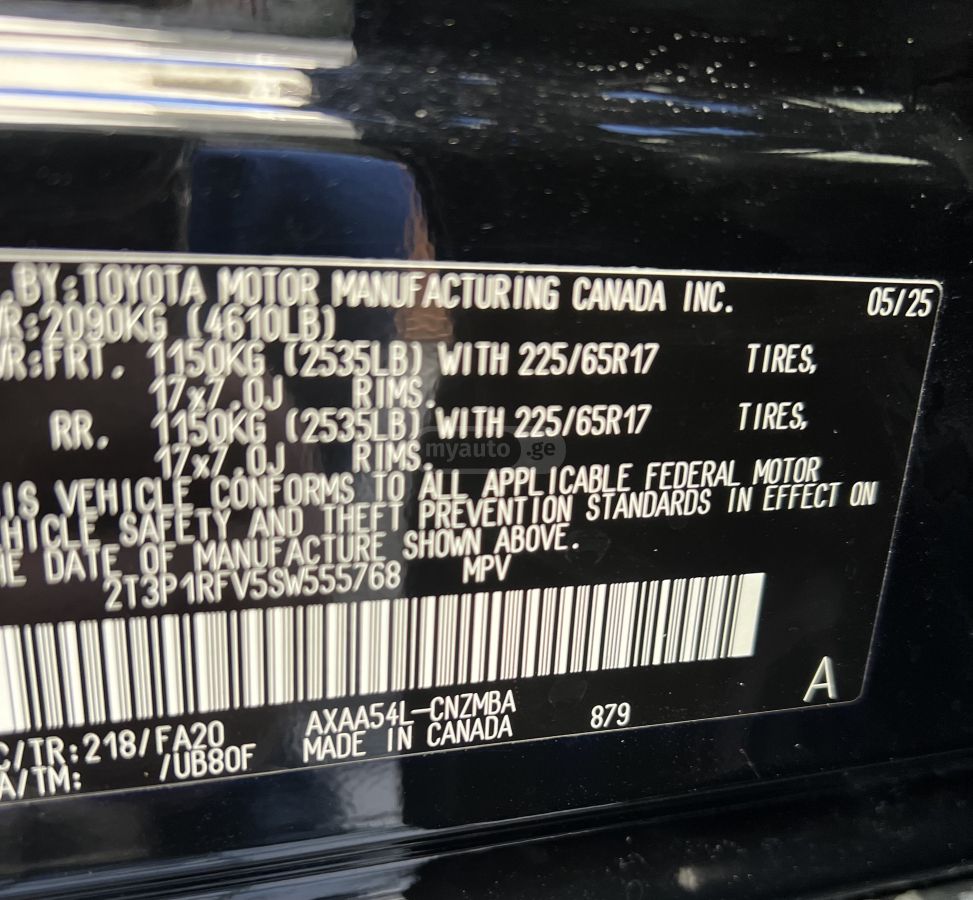 .BY:TOYOTA MOTOR MANUFACTURING CANADA INC. 05/25
VR:2090KG (4610LB)
WR:FRT. 1150KG (2535LB) WITH 225/65R17 TIRES,
17x7.0J RIMS.
RR. 1150KG (2535LB) WITH 225/65R17 TIRES,
17x7.0J RIMS.
myauto.ge
IS VEHICLE CONFORMS TO ALL APPLICABLE FEDERAL MOTOR
HICLE SAFETY AND THEFT PREVENTION STANDARDS IN EFFECT ON
E DATE OF MANUFACTURE SHOWN ABOVE.
2T3P1RFV5SW555768 MPV
A
C/TR:218/FA20 AXAA54L-CNZMBA 879
A/TM: /UB80F MADE IN CANADA